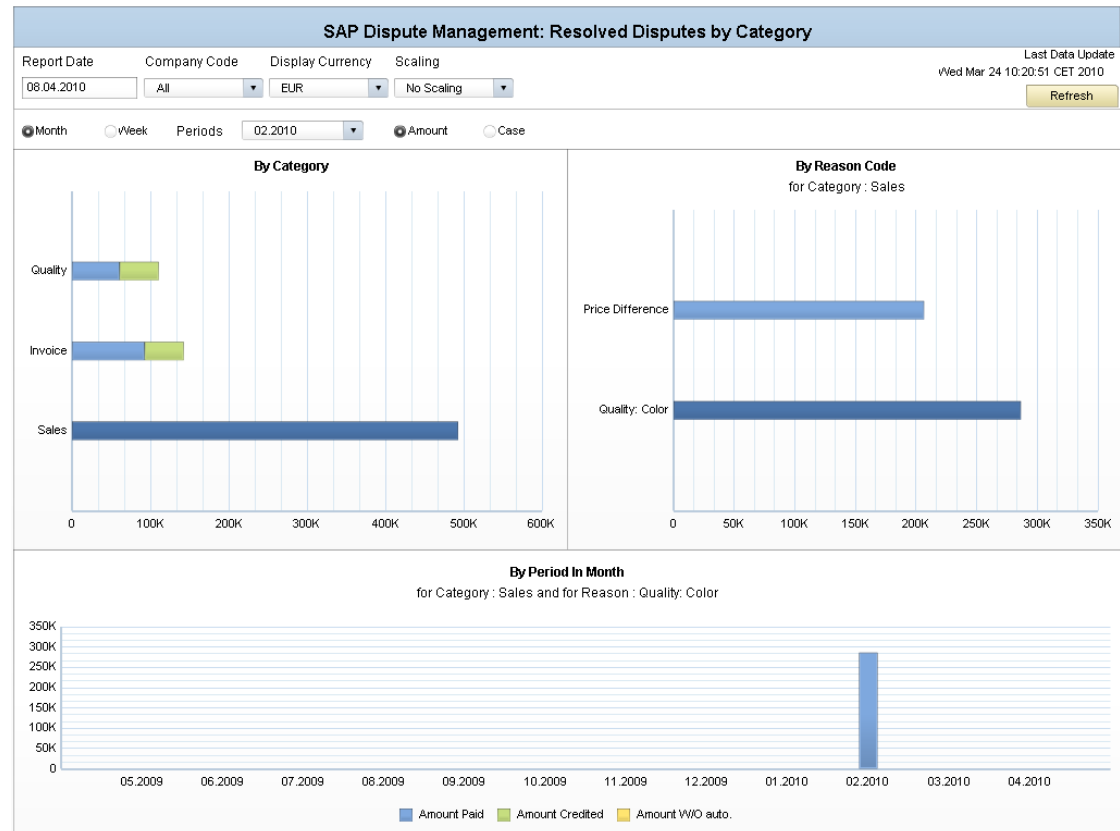 SAP Dispute Management: Resolved Disputes by Category
Report Date Company Code Display Currency Scaling Last Data Update
08.04.2010 All EUR No Scaling Wed Mar 24 10:20:51 CET 2010
Refresh
Month Week Periods 02.2010 Amount Case
By Category
Quality
Invoice
Sales
0 100K 200K 300K 400K 500K 600K
By Reason Code
for Category : Sales
Price Difference
Quality: Color
0 50K 100K 150K 200K 250K 300K 350K
By Period In Month
for Category : Sales and for Reason : Quality: Color
350K
300K
250K
200K
150K
100K
50K
0
05.2009 06.2009 07.2009 08.2009 09.2009 10.2009 11.2009 12.2009 01.2010 02.2010 03.2010 04.2010
Amount Paid Amount Credited Amount W/O auto.